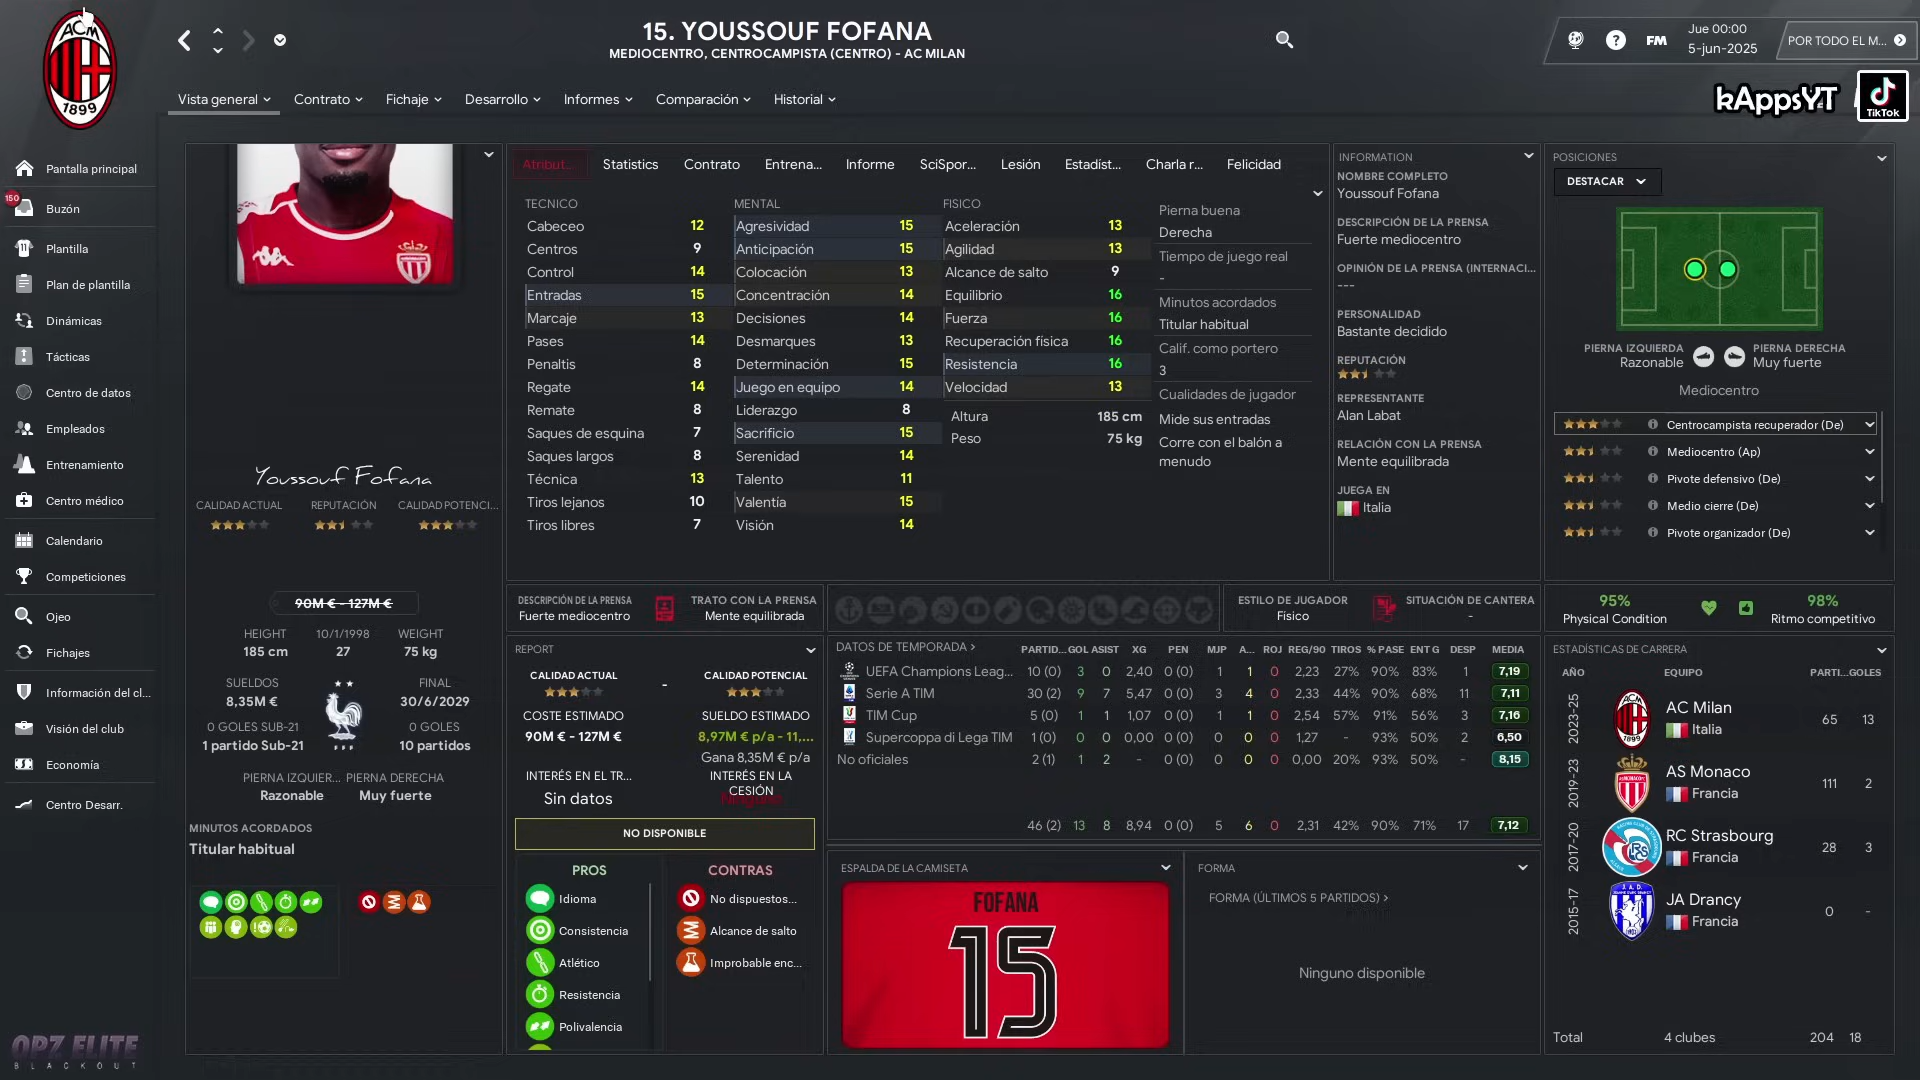 ACM
1899
15. YOUSSOUF FOFANA
MEDIOCENTRO, CENTROCAMPISTA (CENTRO) - AC MILAN
FM
Jue 00:00
5-jun-2025
POR TODO EL M...
kAppsYT
TikTok
Vista general
Contrato
Fichaje
Desarrollo
Informes
Comparación
Historial
Pantalla principal
150
Buzón
Plantilla
Plan de plantilla
Dinámicas
Tácticas
Centro de datos
Empleados
Entrenamiento
Centro médico
Calendario
Competiciones
Ojeo
Fichajes
Información del cl...
Visión del club
Economía
Centro Desarr.
OPZ ELITE
BLACKOUT
Youssouf Fofana
CALIDAD ACTUAL REPUTACIÓN CALIDAD POTENCI...
90M € - 127M €
HEIGHT 10/1/1998 WEIGHT
185 cm 27 75 kg
SUELDOS FINAL
8,35M € 30/6/2029
0 GOLES SUB-21 0 GOLES
1 partido Sub-21 10 partidos
PIERNA IZQUIER... PIERNA DERECHA
Razonable Muy fuerte
MINUTOS ACORDADOS
Titular habitual
Atribut... Statistics Contrato Entrena... Informe SciSpor... Lesión Estadíst... Charla r... Felicidad
TECNICO
Cabeceo 12
Centros 9
Control 14
Entradas 15
Marcaje 13
Pases 14
Penaltis 8
Regate 14
Remate 8
Saques de esquina 7
Saques largos 8
Técnica 13
Tiros lejanos 10
Tiros libres 7
MENTAL
Agresividad 15
Anticipación 15
Colocación 13
Concentración 14
Decisiones 14
Desmarques 13
Determinación 15
Juego en equipo 14
Liderazgo 8
Sacrificio 15
Serenidad 14
Talento 11
Valentía 15
Visión 14
FISICO
Aceleración 13
Agilidad 13
Alcance de salto 9
Equilibrio 16
Fuerza 16
Recuperación física 16
Resistencia 16
Velocidad 13
Altura 185 cm
Peso 75 kg
Pierna buena
Derecha
Tiempo de juego real
-
Minutos acordados
Titular habitual
Calif. como portero
3
Cualidades de jugador
Mide sus entradas
Corre con el balón a
menudo
INFORMATION
NOMBRE COMPLETO
Youssouf Fofana
DESCRIPCIÓN DE LA PRENSA
Fuerte mediocentro
OPINIÓN DE LA PRENSA (INTERNACI...
---
PERSONALIDAD
Bastante decidido
REPUTACIÓN
REPRESENTANTE
Alan Labat
RELACIÓN CON LA PRENSA
Mente equilibrada
JUEGA EN
Italia
POSICIONES
DESTACAR
PIERNA IZQUIERDA PIERNA DERECHA
Razonable Muy fuerte
Mediocentro
Centrocampista recuperador (De)
Mediocentro (Ap)
Pivote defensivo (De)
Medio cierre (De)
Pivote organizador (De)
DESCRIPCIÓN DE LA PRENSA TRATO CON LA PRENSA
Fuerte mediocentro Mente equilibrada
ESTILO DE JUGADOR SITUACIÓN DE CANTERA
Físico -
95% 98%
Physical Condition Ritmo competitivo
REPORT
CALIDAD ACTUAL - CALIDAD POTENCIAL
COSTE ESTIMADO SUELDO ESTIMADO
90M € - 127M € 8,97M € p/a - 11,...
Gana 8,35M € p/a
INTERÉS EN EL TR... INTERÉS EN LA
CESIÓN
Sin datos Ninguno
NO DISPONIBLE
PROS
Idioma
Consistencia
Atlético
Resistencia
Polivalencia
CONTRAS
No dispuestos...
Alcance de salto
Improbable enc...
DATOS DE TEMPORADA > PARTID... GOL ASIST XG PEN MJP A... ROJ REG/90 TIROS % PASE ENT G DESP MEDIA
UEFA Champions Leag... 10 (0) 3 0 2,40 0 (0) 1 1 0 2,23 27% 90% 83% 1 7,19
Serie A TIM 30 (2) 9 7 5,47 0 (0) 3 4 0 2,33 44% 90% 68% 11 7,11
TIM Cup 5 (0) 1 1 1,07 0 (0) 1 1 0 2,54 57% 91% 56% 3 7,16
Supercoppa di Lega TIM 1 (0) 0 0 0,00 0 (0) 0 0 0 1,27 - 93% 50% 2 6,50
No oficiales 2 (1) 1 2 - 0 (0) 0 0 0 0,00 20% 93% 50% - 8,15
46 (2) 13 8 8,94 0 (0) 5 6 0 2,31 42% 90% 71% 17 7,12
ESPALDA DE LA CAMISETA
FOFANA
15
FORMA
FORMA (ÚLTIMOS 5 PARTIDOS) >
Ninguno disponible
ESTADÍSTICAS DE CARRERA
AÑO EQUIPO PARTI... GOLES
2023-25 AC Milan 65 13
Italia
2019-23 AS Monaco 111 2
Francia
2017-20 RC Strasbourg 28 3
Francia
2015-17 JA Drancy 0 -
Francia
Total 4 clubes 204 18